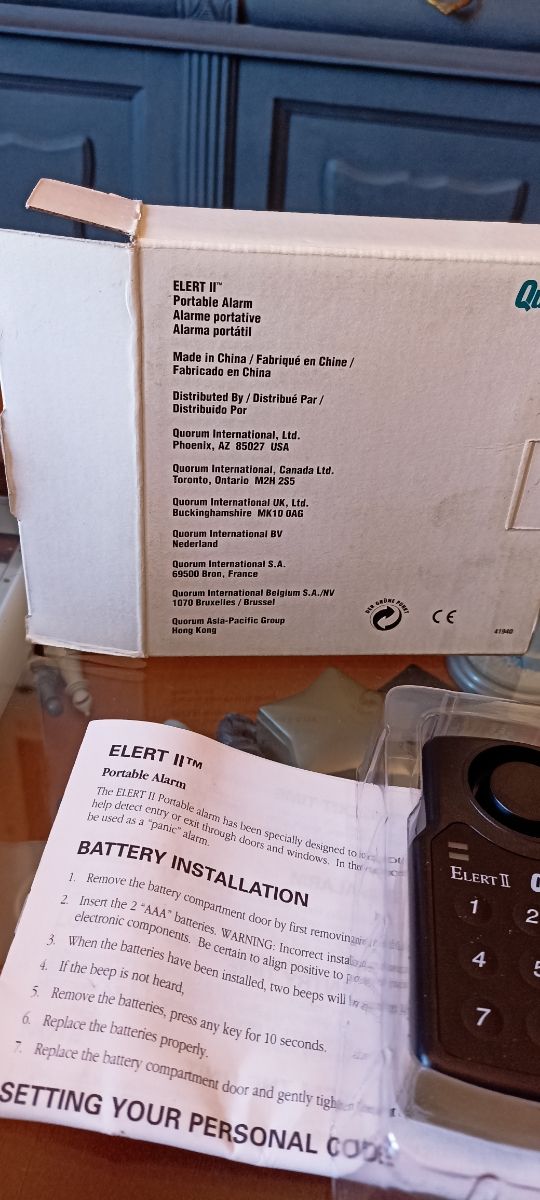 ELERT II™
Portable Alarm
Alarme portative
Alarma portátil
Made in China / Fabriqué en Chine /
Fabricado en China
Distributed By / Distribué Par /
Distribuido Por
Quorum International, Ltd.
Phoenix, AZ 85027 USA
Quorum International, Canada Ltd.
Toronto, Ontario M2H 2S5
Quorum International UK, Ltd.
Buckinghamshire MK10 0AG
Quorum International BV
Nederland
Quorum International S.A.
69500 Bron, France
Quorum International Belgium S.A./NV
1070 Bruxelles / Brussel
Quorum Asia-Pacific Group
Hong Kong
DER GRÜNE PUNKT
CE
41940
ELERT II™
Portable Alarm
The ELERT II Portable alarm has been specially designed to
help detect entry or exit through doors and windows. In the
be used as a "panic" alarm.
BATTERY INSTALLATION
1. Remove the battery compartment door by first removing
2. Insert the 2 "AAA" batteries. WARNING: Incorrect
electronic components. Be certain to align positive to
3. When the batteries have been installed, two beeps will
4. If the beep is not heard,
5. Remove the batteries, press any key for 10 seconds.
6. Replace the batteries properly.
7. Replace the battery compartment door and gently
SETTING YOUR PERSONAL CODE
ELERT II
1 2
4 5
7